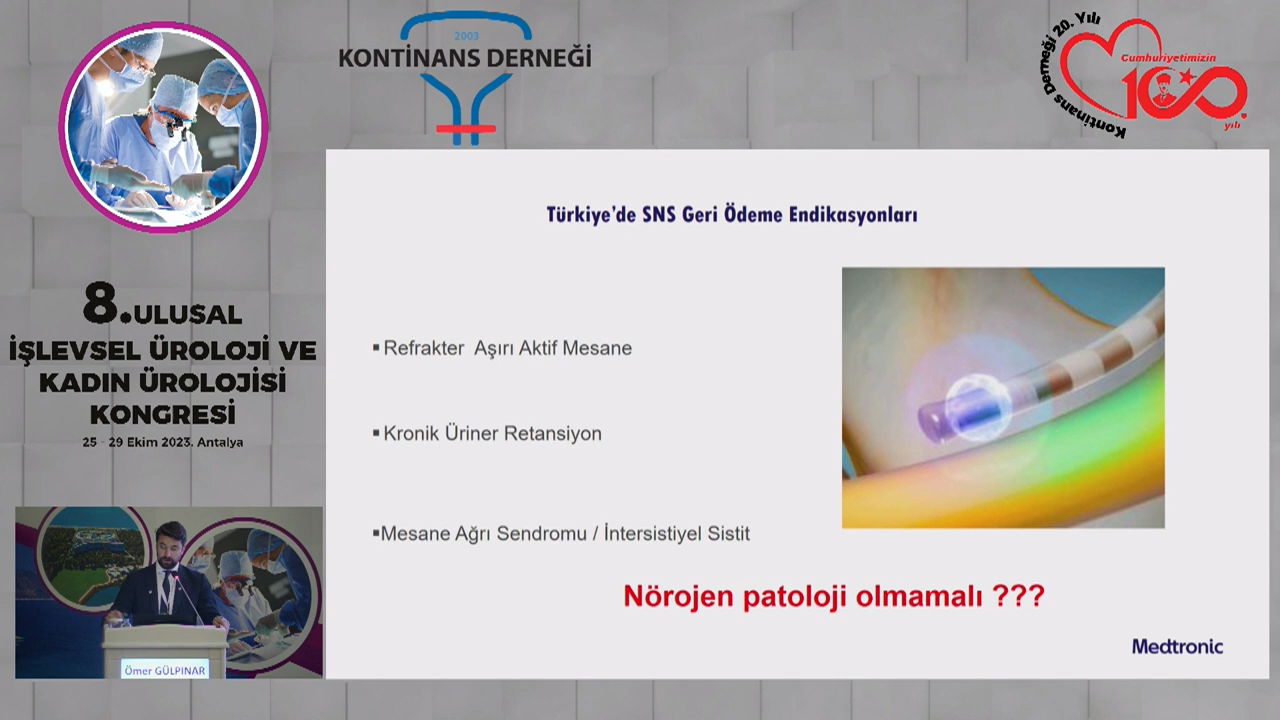 2003
KONTİNANS DERNEĞİ
Kontinans Derneği 20. Yılı
Cumhuriyetimizin
100.
yılı
8.ULUSAL
İŞLEVSEL ÜROLOJİ VE
KADIN ÜROLOJİSİ
KONGRESİ
25 - 29 Ekim 2023. Antalya
Türkiye'de SNS Geri Ödeme Endikasyonları
▪ Refrakter Aşırı Aktif Mesane
▪ Kronik Üriner Retansiyon
▪Mesane Ağrı Sendromu / İntersistiyel Sistit
Nörojen patoloji olmamalı ???
Medtronic
Ömer GÜLPINAR